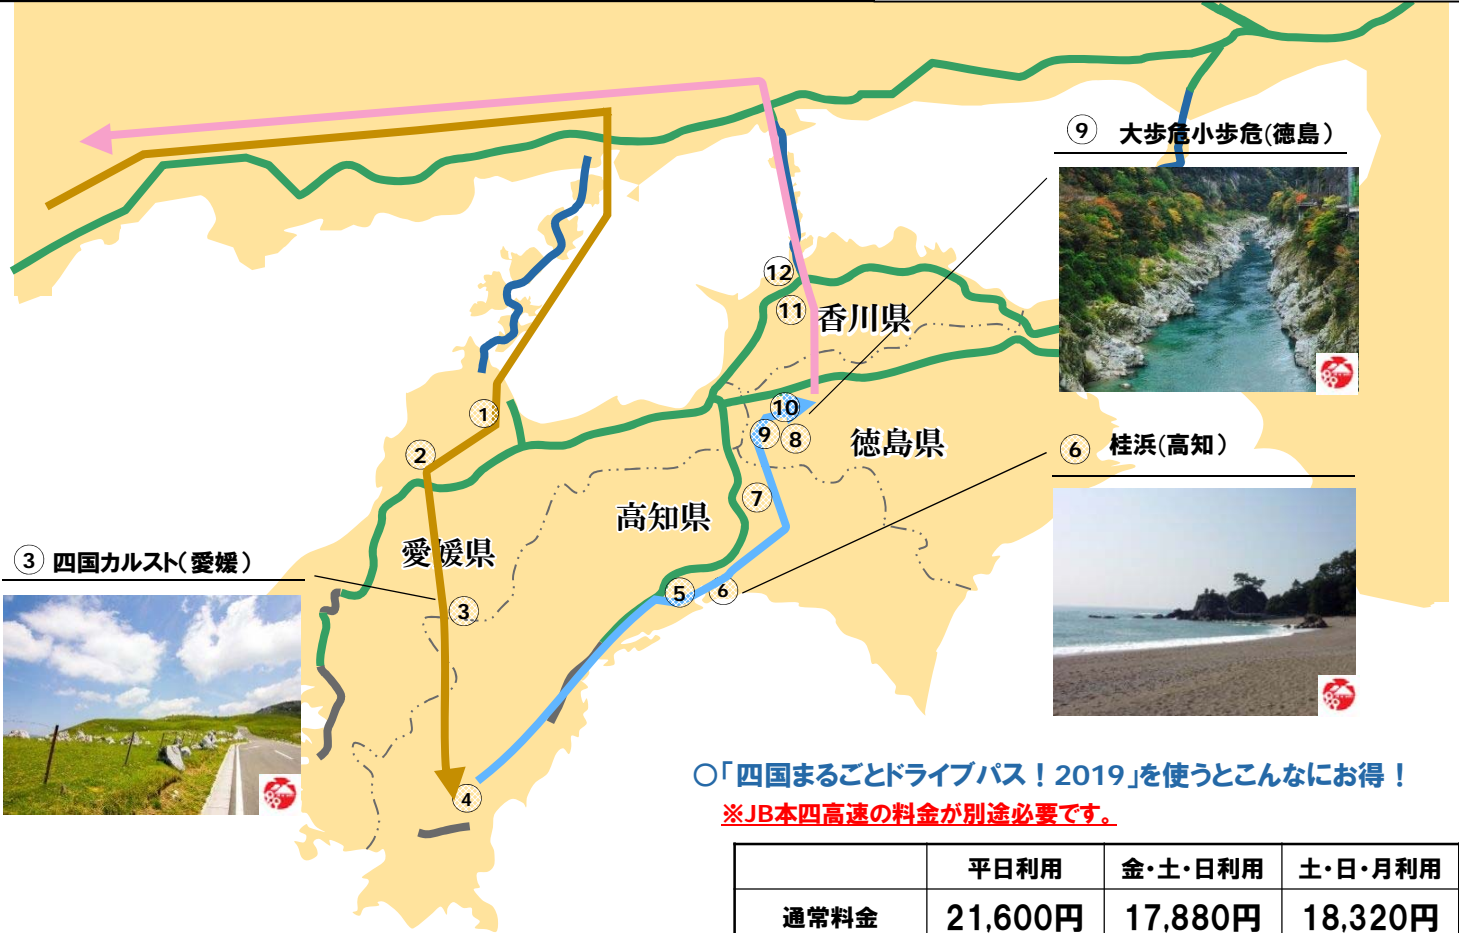 ⑨ 大歩危小歩危(徳島)
⑫
⑪
香川県
①
⑩
⑨
⑧
徳島県
②
⑥ 桂浜(高知)
⑦
高知県
愛媛県
③ 四国カルスト(愛媛)
③
⑤
⑥
④
○「四国まるごとドライブパス!2019」を使うとこんなにお得!
※JB本四高速の料金が別途必要です。
平日利用 金・土・日利用 土・日・月利用
通常料金 21,600円 17,880円 18,320円